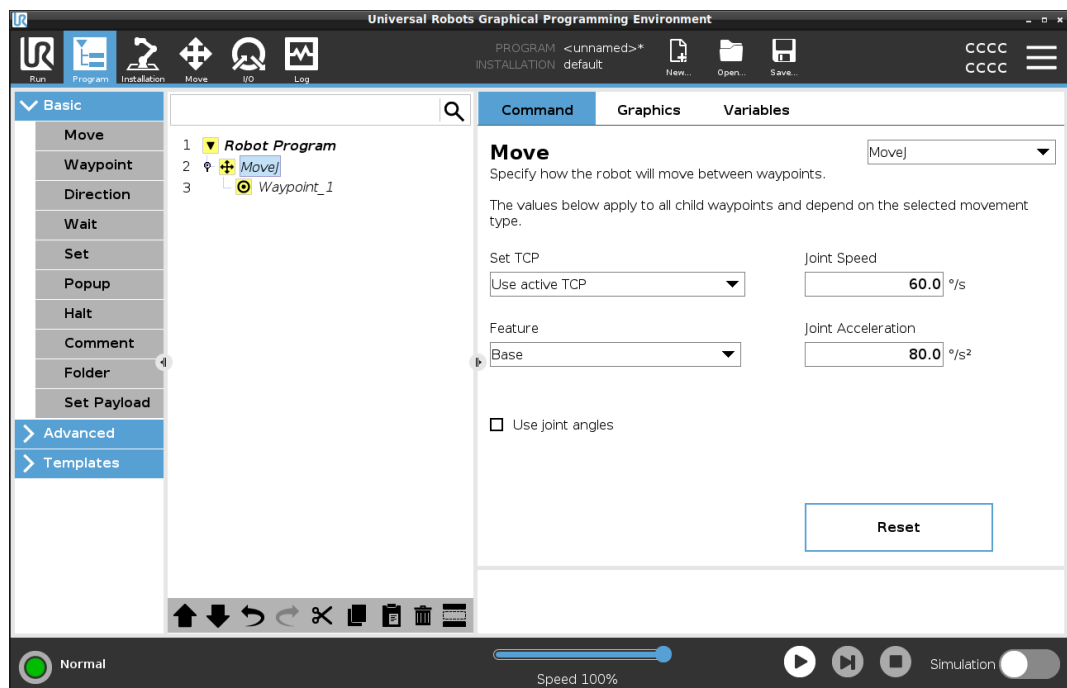 Universal Robots Graphical Programming Environment
UR
Run
Program
Installation
Move
I/O
Log
PROGRAM <unnamed>*
INSTALLATION default
New...
Open...
Save...
CCCC
CCCC
Basic
Move
Waypoint
Direction
Wait
Set
Popup
Halt
Comment
Folder
Set Payload
Advanced
Templates
1 Robot Program
2 MoveJ
3 Waypoint_1
Command Graphics Variables
Move
MoveJ
Specify how the robot will move between waypoints.
The values below apply to all child waypoints and depend on the selected movement
type.
Set TCP
Use active TCP
Joint Speed
60.0 °/s
Feature
Base
Joint Acceleration
80.0 °/s²
Use joint angles
Reset
Normal
Speed 100%
Simulation